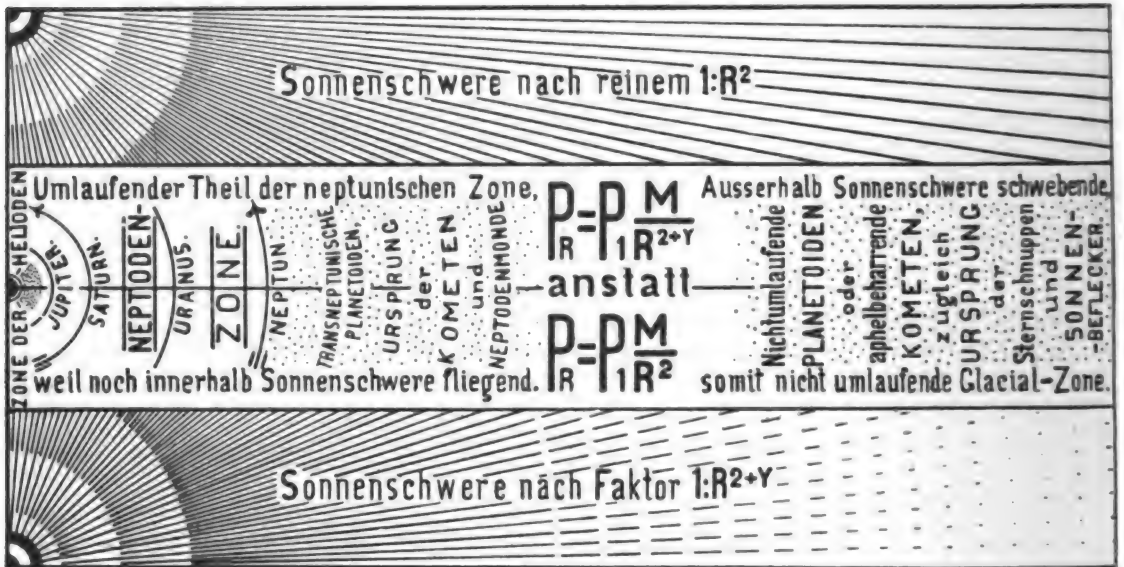 Sonnenschwere nach reinem 1:R²
ZONE DER HELIODEN
Umlaufender Theil der neptunischen Zone,
JUPITER.
SATURN.
NEPTODEN-
URANUS.
ZONE
NEPTUN.
TRANSNEPTUNISCHE
PLANETOIDEN.
URSPRUNG
der
KOMETEN
und
NEPTODENMONDE
weil noch innerhalb Sonnenschwere fliegend.
P_R=P_1 M/R²⁺ʸ
anstatt
P_R=P_1 M/R²
Ausserhalb Sonnenschwere schwebende,
Nichtumlaufende
PLANETOIDEN
oder
aphelbeharrende
KOMETEN,
zugleich
URSPRUNG
der
Sternschnuppen
und
SONNEN-
-BEFLECKER.
somit nicht umlaufende Glacial-Zone.
Sonnenschwere nach Faktor 1:R²⁺ʸ